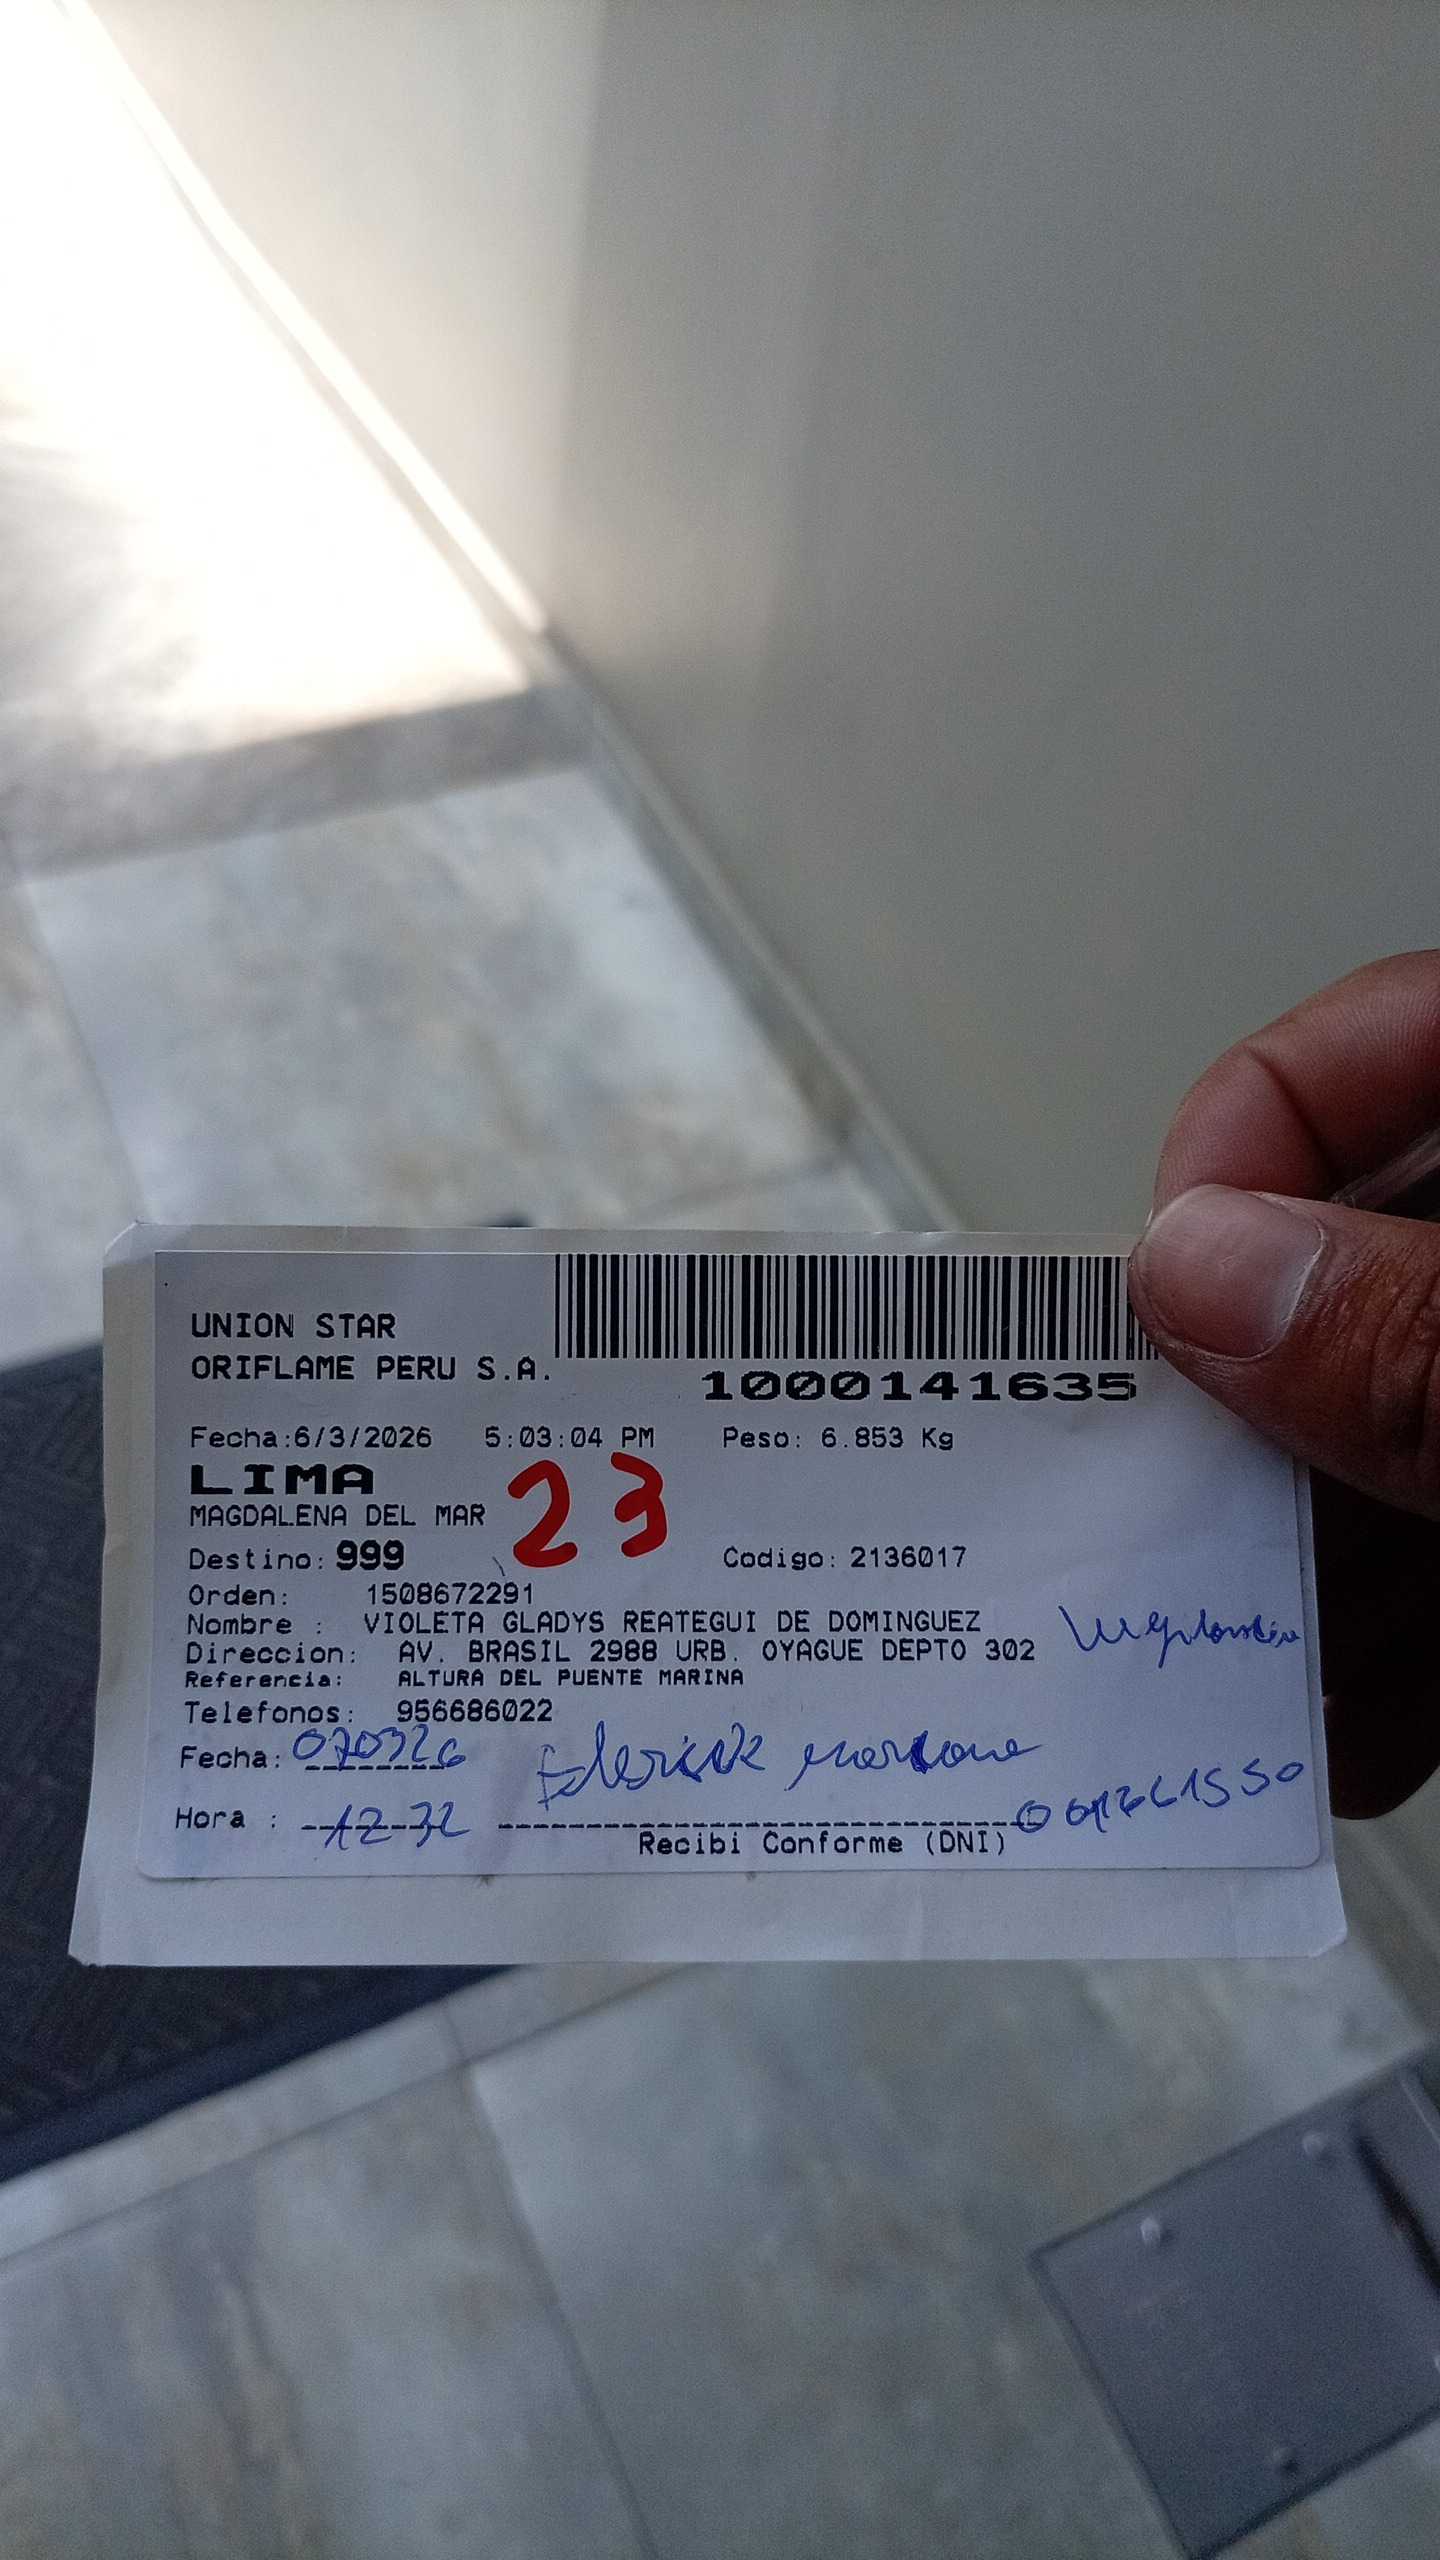 UNION STAR
ORIFLAME PERU S.A.
1000141635
Fecha:6/3/2026 5:03:04 PM Peso: 6.853 Kg
LIMA
23
MAGDALENA DEL MAR
Destino: 999 Codigo: 2136017
Orden: 1508672291
Nombre : VIOLETA GLADYS REATEGUI DE DOMINGUEZ
Direccion: AV. BRASIL 2988 URB. OYAGUE DEPTO 302
Referencia: ALTURA DEL PUENTE MARINA
Telefonos: 956686022
Fecha: 070326
Hora : 12-32
Recibi Conforme (DNI)